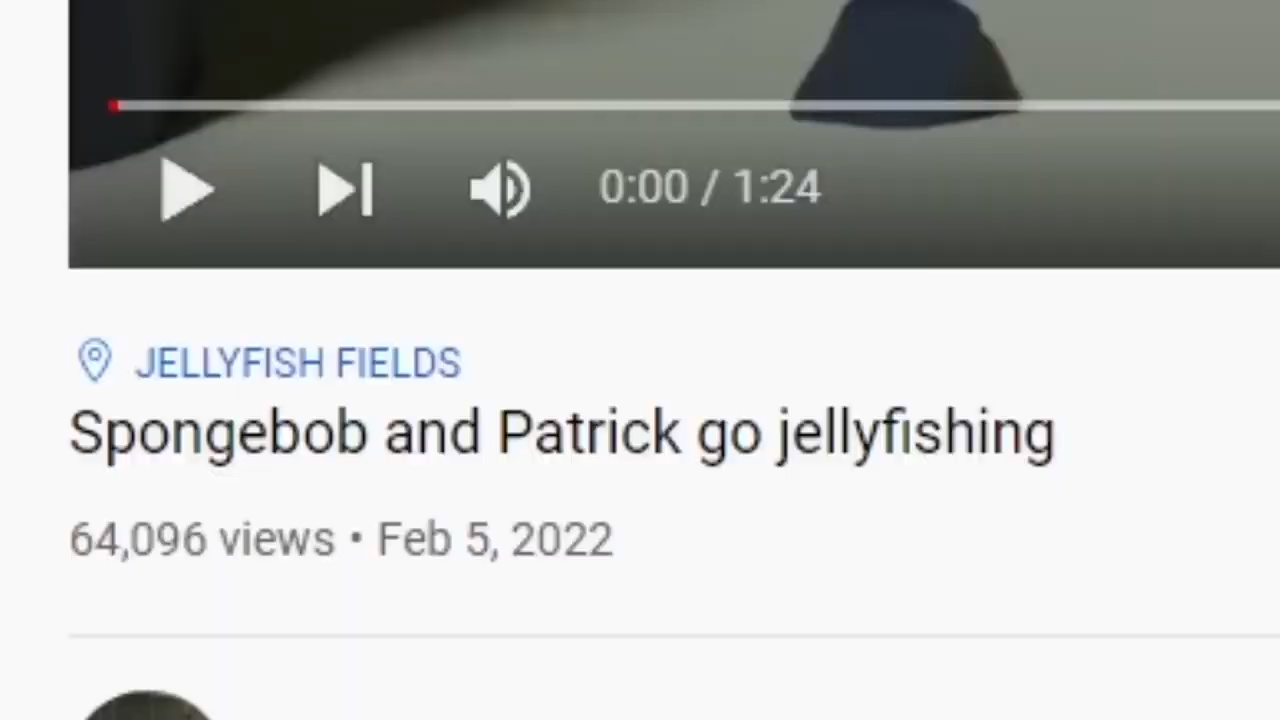 0:00 / 1:24
JELLYFISH FIELDS
Spongebob and Patrick go jellyfishing
64,096 views • Feb 5, 2022